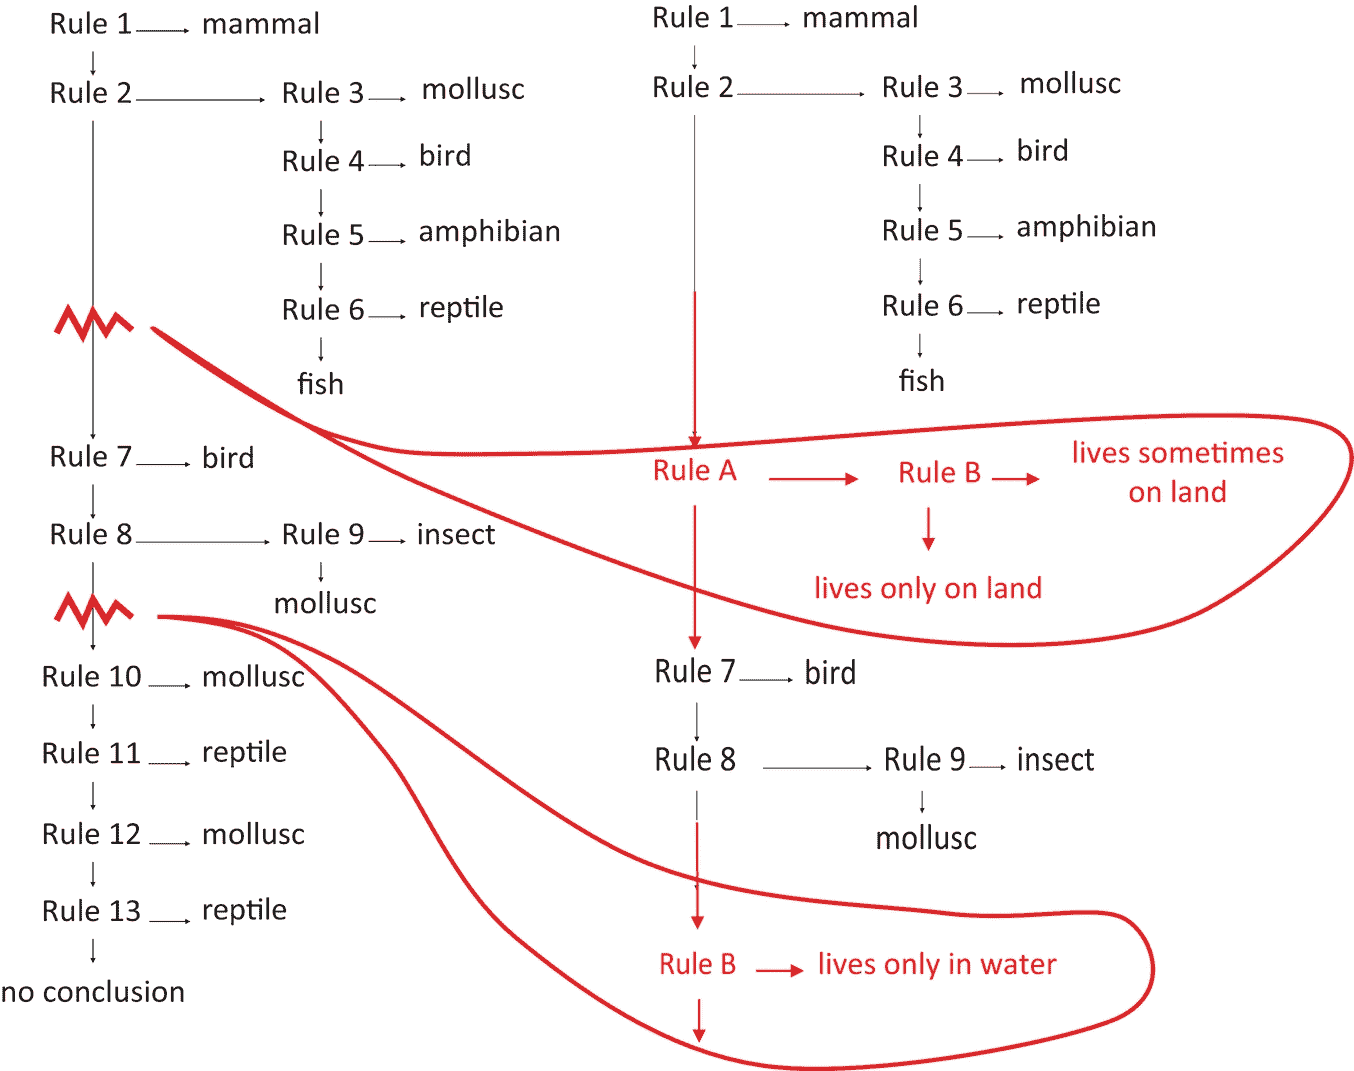 Rule 1 mammal
Rule 2 Rule 3 mollusc
Rule 4 bird
Rule 5 amphibian
Rule 6 reptile
fish
Rule 7 bird
Rule 8 Rule 9 insect
mollusc
Rule 10 mollusc
Rule 11 reptile
Rule 12 mollusc
Rule 13 reptile
no conclusion
Rule 1 mammal
Rule 2 Rule 3 mollusc
Rule 4 bird
Rule 5 amphibian
Rule 6 reptile
fish
Rule A Rule B lives sometimes
on land
lives only on land
Rule 7 bird
Rule 8 Rule 9 insect
mollusc
Rule B lives only in water